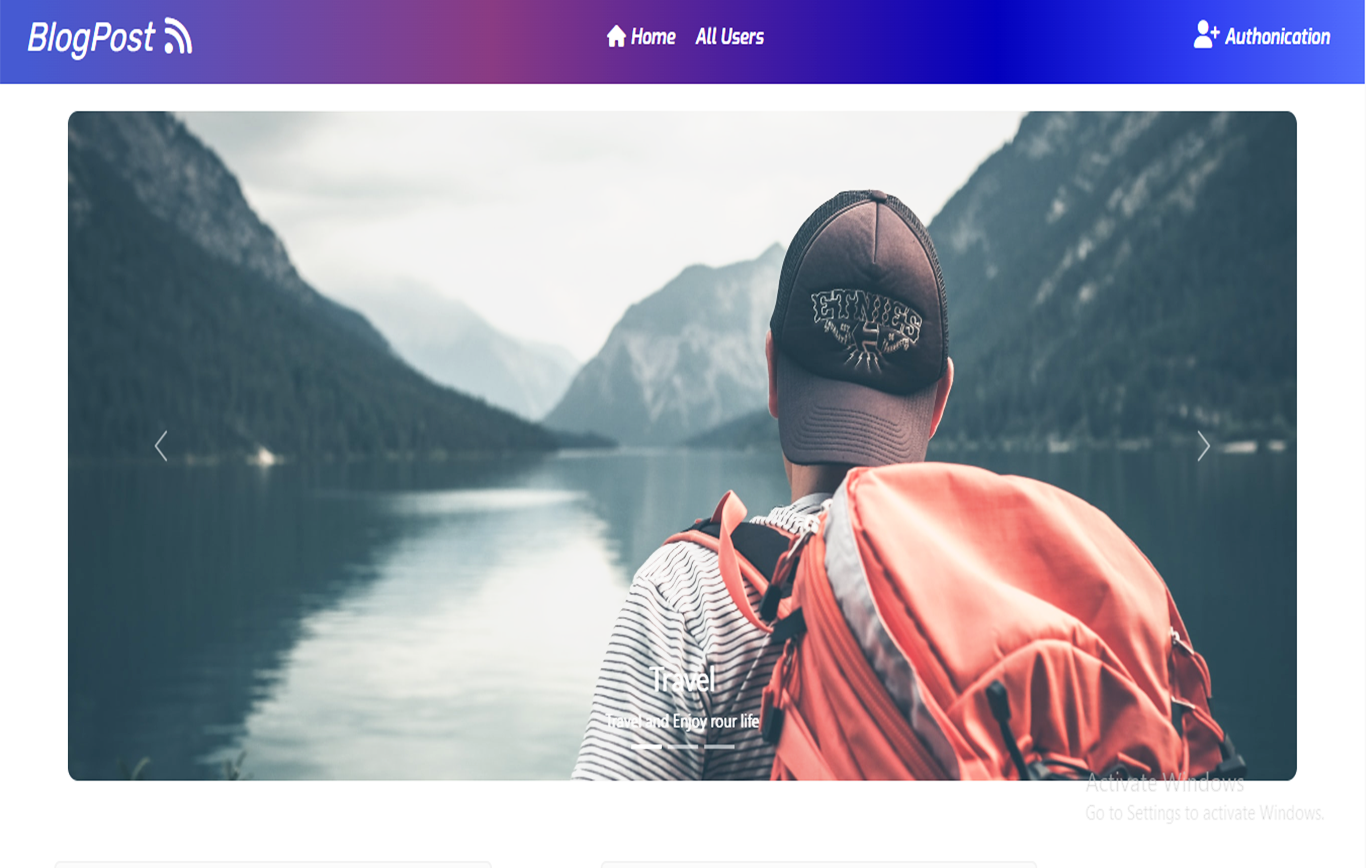 BlogPost
Home
All Users
Authonication
ETNIES
Travel
Travel and Enjoy rour life
Activate Windows
Go to Settings to activate Windows.